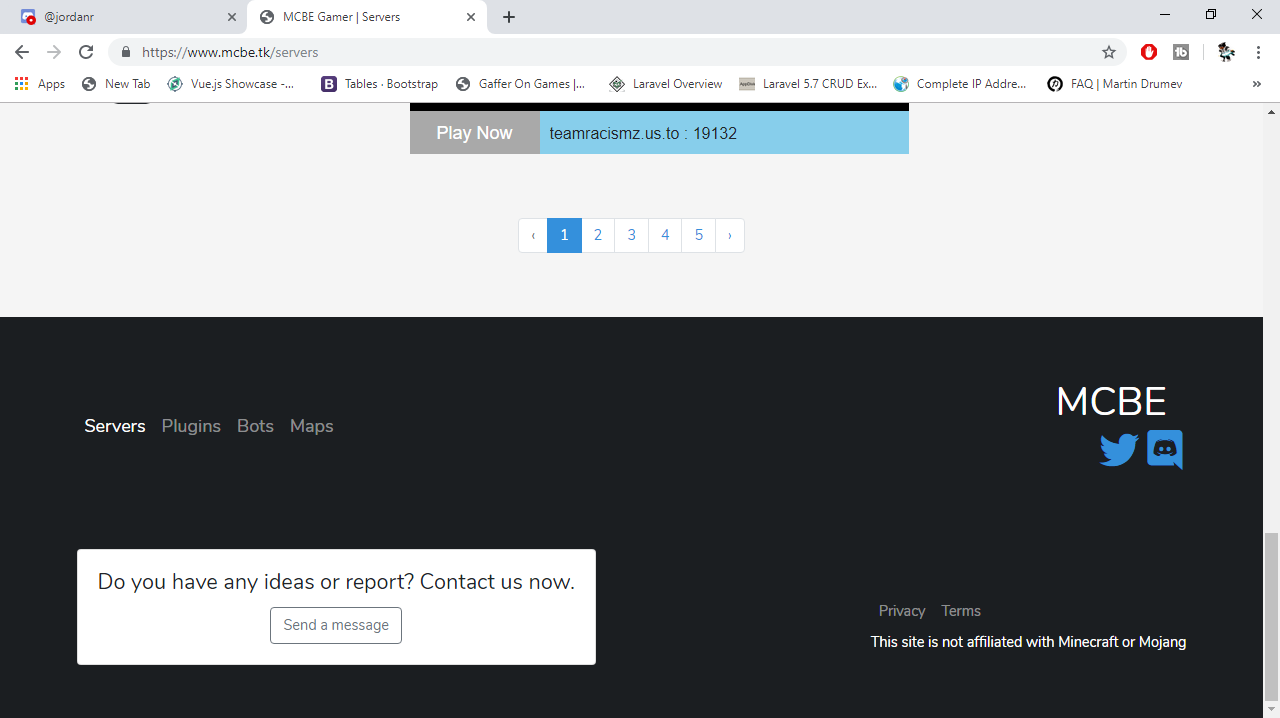 @jordanr
MCBE Gamer | Servers
https://www.mcbe.tk/servers
Apps New Tab Vue.js Showcase -... Tables · Bootstrap Gaffer On Games |... Laravel Overview Laravel 5.7 CRUD Ex... Complete IP Addre... FAQ | Martin Drumev »
Play Now teamracismz.us.to : 19132
‹ 1 2 3 4 5 ›
MCBE
Servers Plugins Bots Maps
Do you have any ideas or report? Contact us now.
Send a message
Privacy Terms
This site is not affiliated with Minecraft or Mojang